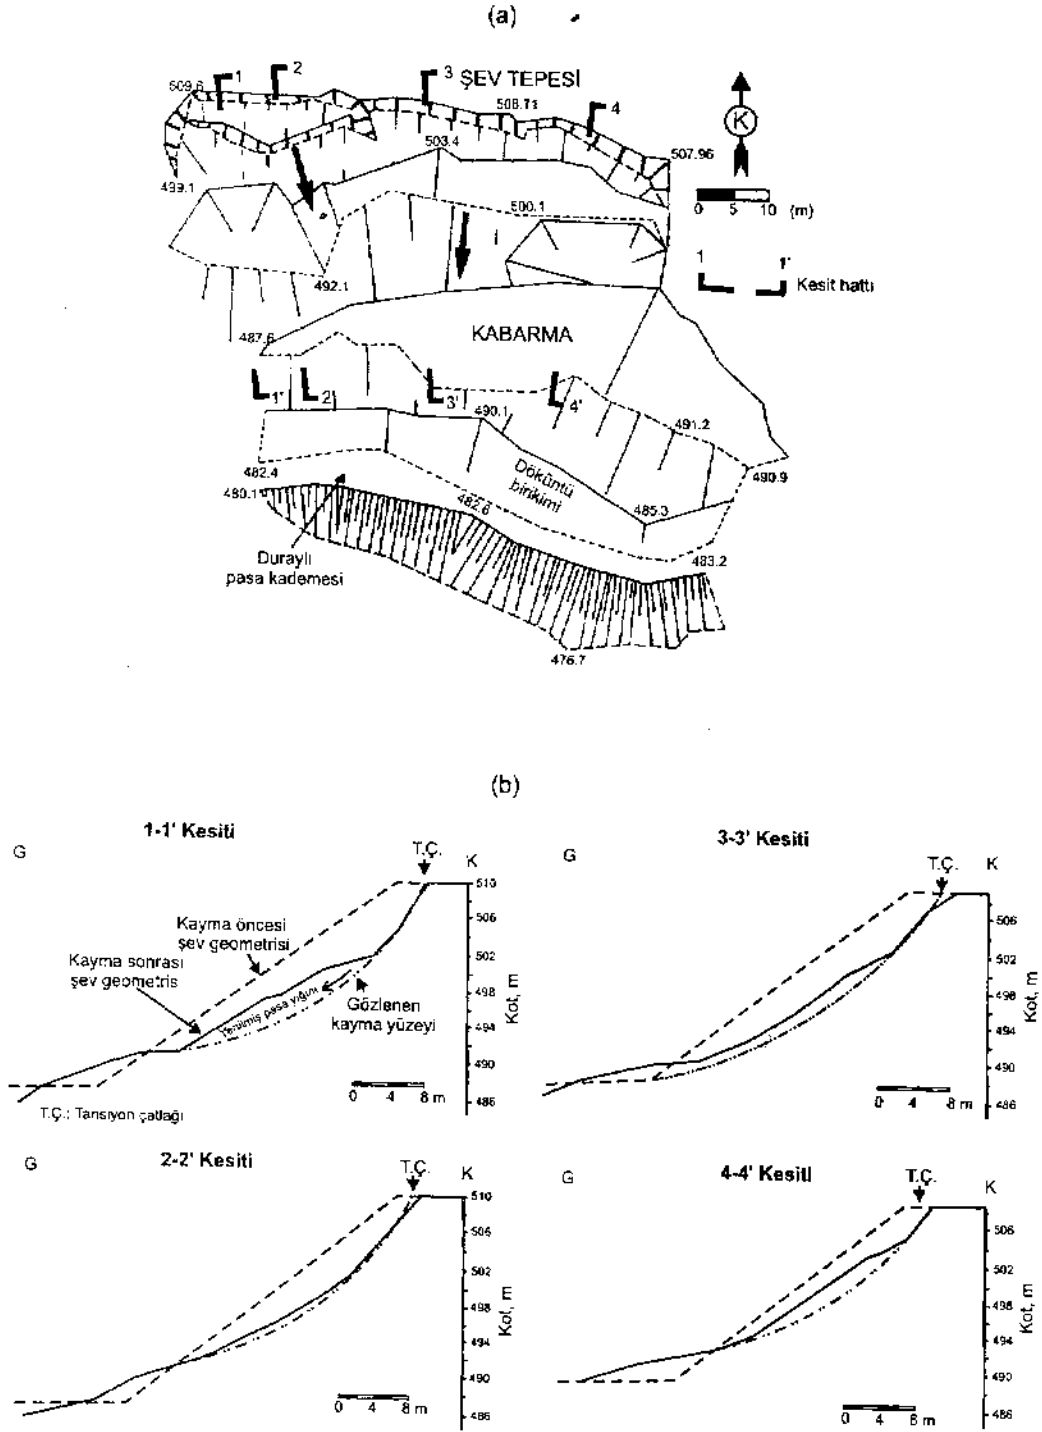 (a)
1
2
3
ŞEV TEPESİ
4
509.6
508.71
507.96
503.4
499.1
500.1
492.1
487.6
K
0 5 10 (m)
1 1'
Kesit hattı
KABARMA
1'
2'
3'
4'
490.1
491.2
490.9
482.4
480.1
482.6
485.3
483.2
Döküntü
birikimi
Duraylı
pasa kademesi
476.7
(b)
1-1' Kesiti
G
T.Ç.
K
510
506
502
498
494
490
486
Kot, m
Kayma öncesi
şev geometrisi
Kayma sonrası
şev geometris
Yenilmiş pasa yığını
Gözlenen
kayma yüzeyi
0 4 8 m
T.Ç.: Tansiyon çatlağı
3-3' Kesiti
G
T.Ç.
K
506
502
498
494
490
486
Kot, m
0 4 8 m
2-2' Kesiti
G
T.Ç.
K
510
506
502
498
494
490
486
Kot, m
0 4 8 m
4-4' Kesiti
G
T.Ç.
K
506
502
498
494
490
486
Kot, m
0 4 8 m